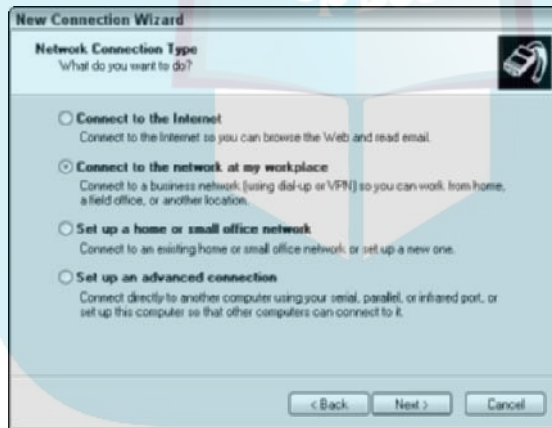 New Connection Wizard
Network Connection Type
What do you want to do?
Connect to the Internet
Connect to the Internet so you can browse the Web and read email.
Connect to the network at my workplace
Connect to a business network (using dial-up or VPN) so you can work from home,
a field office, or another location.
Set up a home or small office network
Connect to an existing home or small office network or set up a new one.
Set up an advanced connection
Connect directly to another computer using your serial, parallel, or infrared port, or
set up this computer so that other computers can connect to it.
< Back Next > Cancel